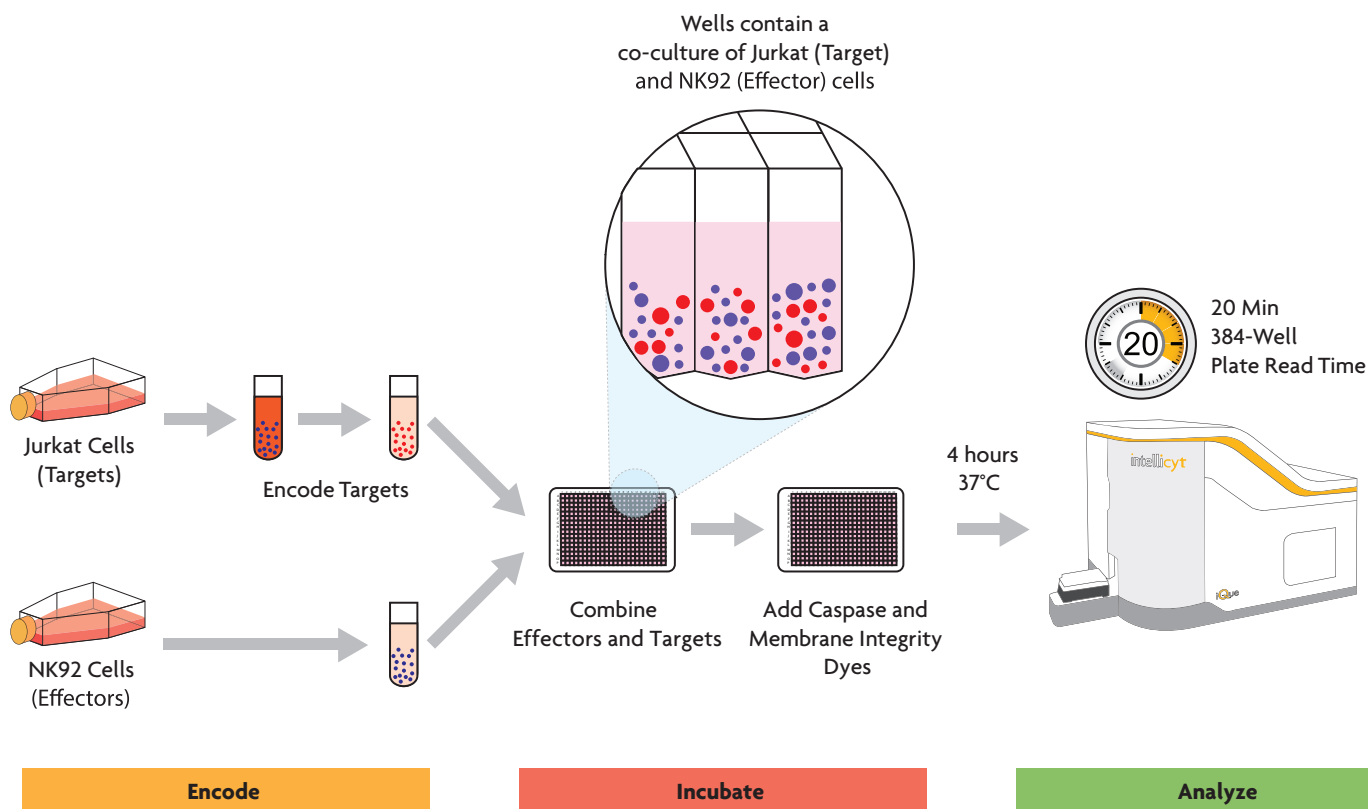 Wells contain a
co-culture of Jurkat (Target)
and NK92 (Effector) cells
20
20 Min
384-Well
Plate Read Time
Jurkat Cells
(Targets)
Encode Targets
4 hours
37°C
intellicyt
iQue
Combine
Effectors and Targets
Add Caspase and
Membrane Integrity
Dyes
NK92 Cells
(Effectors)
Encode
Incubate
Analyze